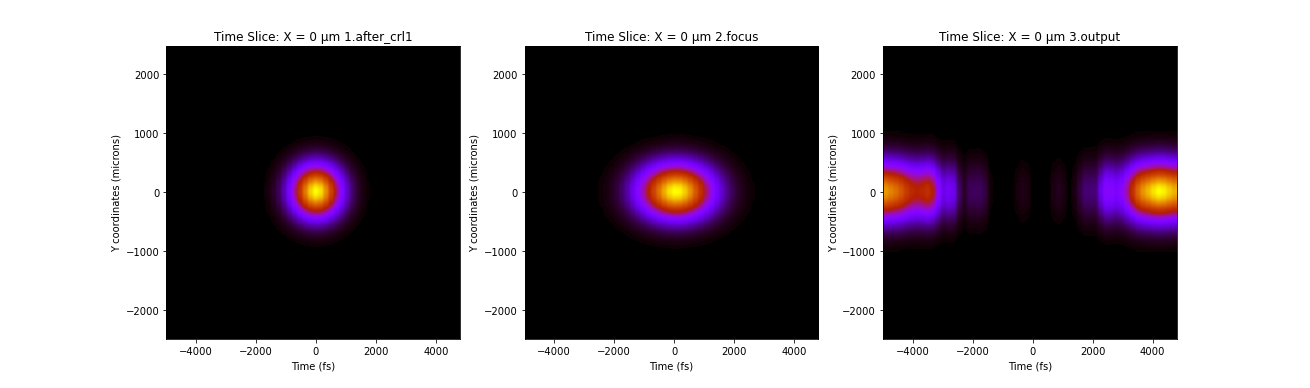 Time Slice: X = 0 µm 1.after_crl1
Y coordinates (microns)
2000
1000
0
−1000
−2000
−4000 −2000 0 2000 4000
Time (fs)
Time Slice: X = 0 µm 2.focus
Y coordinates (microns)
2000
1000
0
−1000
−2000
−4000 −2000 0 2000 4000
Time (fs)
Time Slice: X = 0 µm 3.output
Y coordinates (microns)
2000
1000
0
−1000
−2000
−4000 −2000 0 2000 4000
Time (fs)